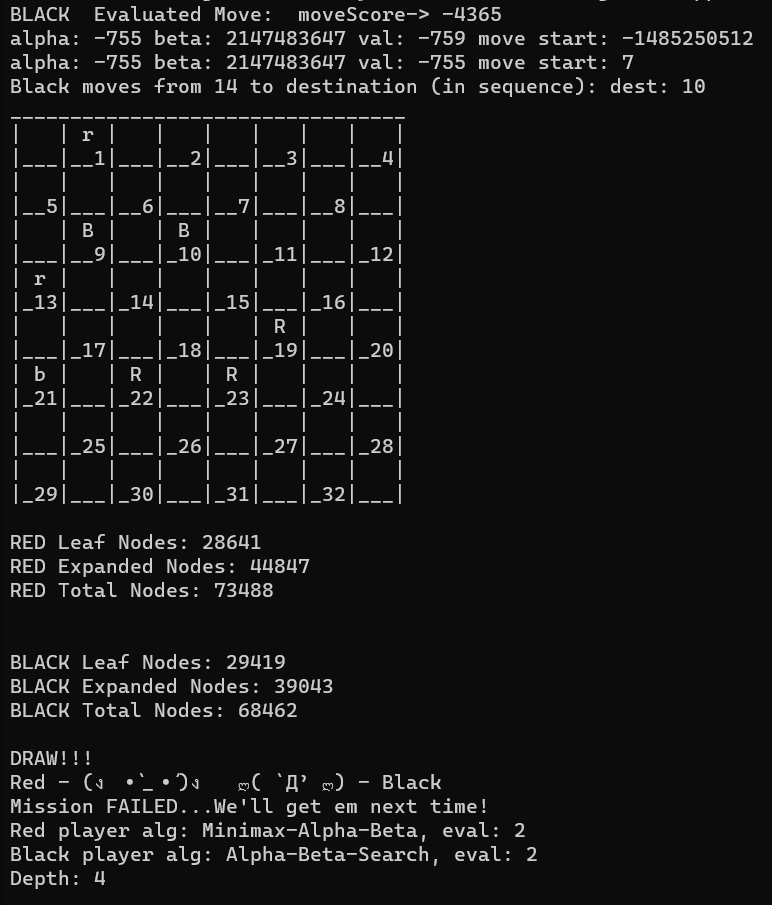 BLACK  Evaluated Move:  moveScore-> -4365
alpha: -755 beta: 2147483647 val: -759 move start: -1485250512
alpha: -755 beta: 2147483647 val: -755 move start: 7
Black moves from 14 to destination (in sequence): dest: 10
_________________________________
|   | r |   |   |   |   |   |   |
|___|__1|___|__2|___|__3|___|__4|
|   |   |   |   |   |   |   |   |
|__5|___|__6|___|__7|___|__8|___|
|   | B |   | B |   |   |   |   |
|___|__9|___|_10|___|_11|___|_12|
| r |   |   |   |   |   |   |   |
|_13|___|_14|___|_15|___|_16|___|
|   |   |   |   |   | R |   |   |
|___|_17|___|_18|___|_19|___|_20|
| b |   | R |   | R |   |   |   |
|_21|___|_22|___|_23|___|_24|___|
|   |   |   |   |   |   |   |   |
|___|_25|___|_26|___|_27|___|_28|
|   |   |   |   |   |   |   |   |
|_29|___|_30|___|_31|___|_32|___|
RED Leaf Nodes: 28641
RED Expanded Nodes: 44847
RED Total Nodes: 73488
BLACK Leaf Nodes: 29419
BLACK Expanded Nodes: 39043
BLACK Total Nodes: 68462
DRAW!!!
Red - (ง  •̀_•́)ง   ლ( `Д’ ლ) - Black
Mission FAILED...We'll get em next time!
Red player alg: Minimax-Alpha-Beta, eval: 2
Black player alg: Alpha-Beta-Search, eval: 2
Depth: 4